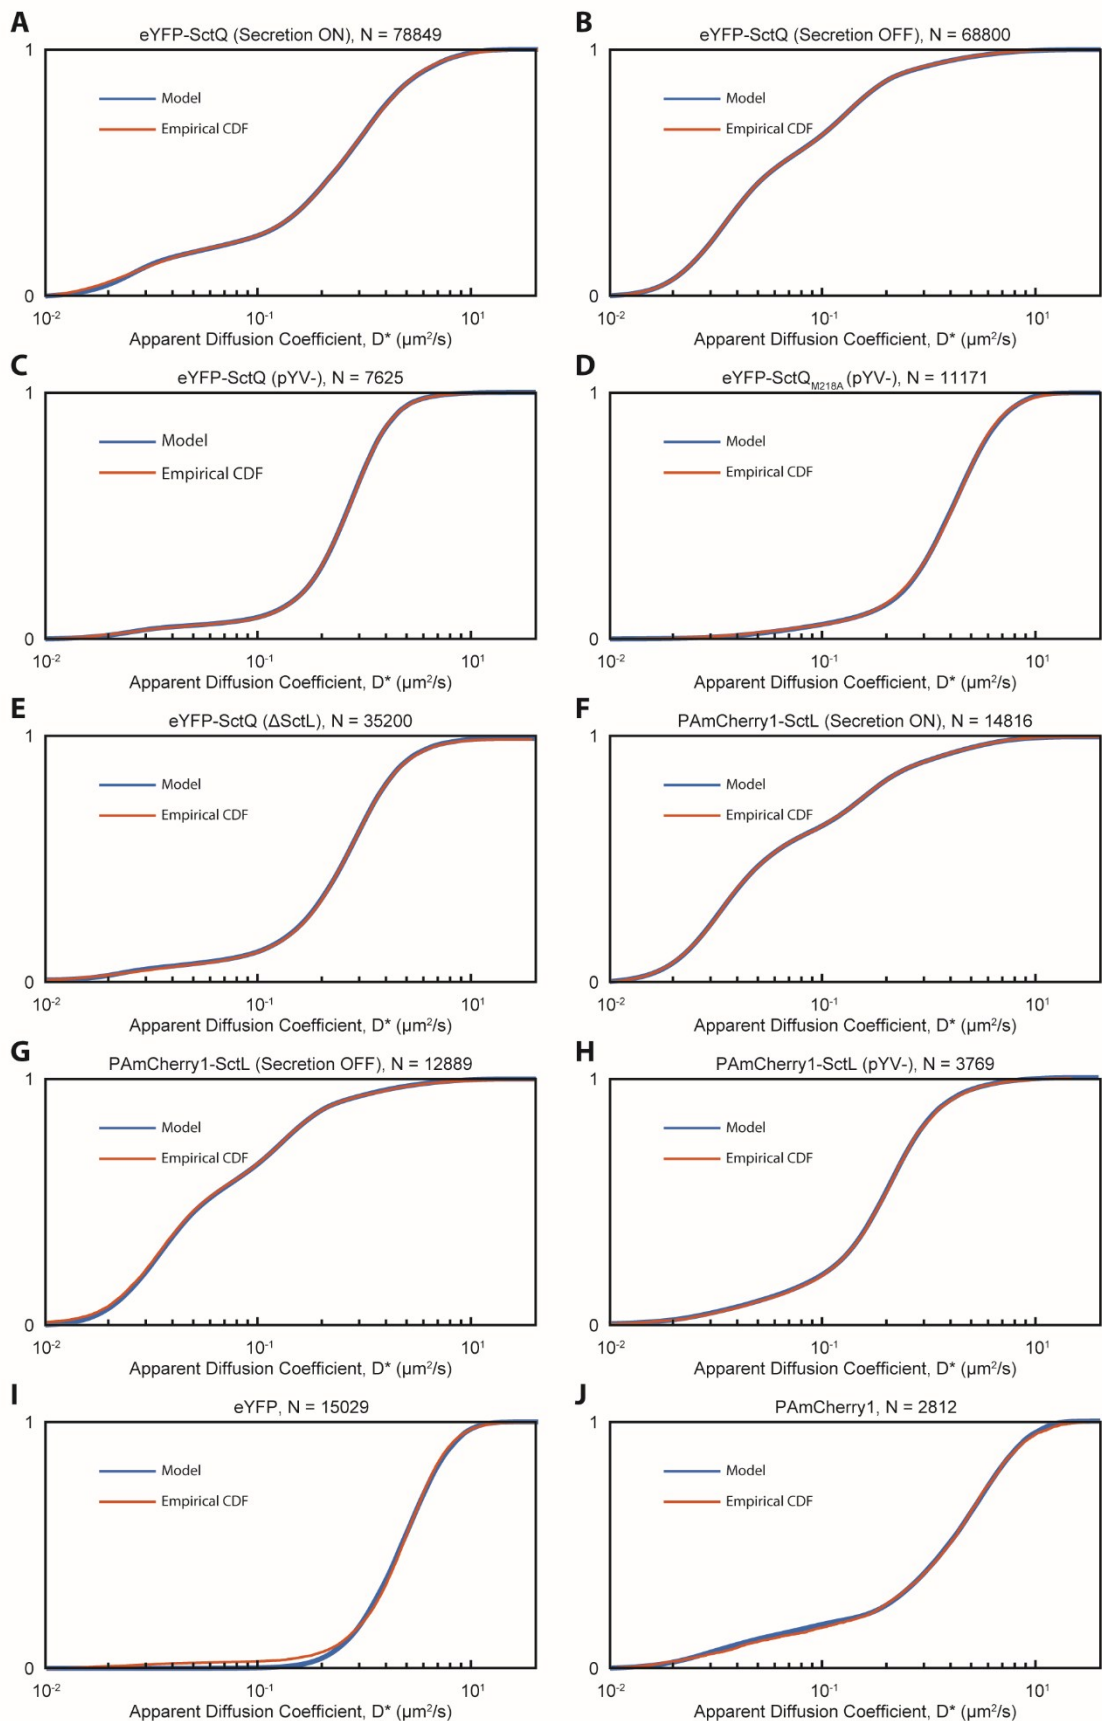 A
eYFP-SctQ (Secretion ON), N = 78849
1
Model
Empirical CDF
0
10⁻² 10⁻¹ 10¹
Apparent Diffusion Coefficient, D* (μm²/s)
B
eYFP-SctQ (Secretion OFF), N = 68800
1
Model
Empirical CDF
0
10⁻² 10⁻¹ 10¹
Apparent Diffusion Coefficient, D* (μm²/s)
C
eYFP-SctQ (pYV-), N = 7625
1
Model
Empirical CDF
0
10⁻² 10⁻¹ 10¹
Apparent Diffusion Coefficient, D* (μm²/s)
D
eYFP-SctQM218A (pYV-), N = 11171
1
Model
Empirical CDF
0
10⁻² 10⁻¹ 10¹
Apparent Diffusion Coefficient, D* (μm²/s)
E
eYFP-SctQ (ΔSctL), N = 35200
1
Model
Empirical CDF
0
10⁻² 10⁻¹ 10¹
Apparent Diffusion Coefficient, D* (μm²/s)
F
PAmCherry1-SctL (Secretion ON), N = 14816
1
Model
Empirical CDF
0
10⁻² 10⁻¹ 10¹
Apparent Diffusion Coefficient, D* (μm²/s)
G
PAmCherry1-SctL (Secretion OFF), N = 12889
1
Model
Empirical CDF
0
10⁻² 10⁻¹ 10¹
Apparent Diffusion Coefficient, D* (μm²/s)
H
PAmCherry1-SctL (pYV-), N = 3769
1
Model
Empirical CDF
0
10⁻² 10⁻¹ 10¹
Apparent Diffusion Coefficient, D* (μm²/s)
I
eYFP, N = 15029
1
Model
Empirical CDF
0
10⁻² 10⁻¹ 10¹
Apparent Diffusion Coefficient, D* (μm²/s)
J
PAmCherry1, N = 2812
1
Model
Empirical CDF
0
10⁻² 10⁻¹ 10¹
Apparent Diffusion Coefficient, D* (μm²/s)